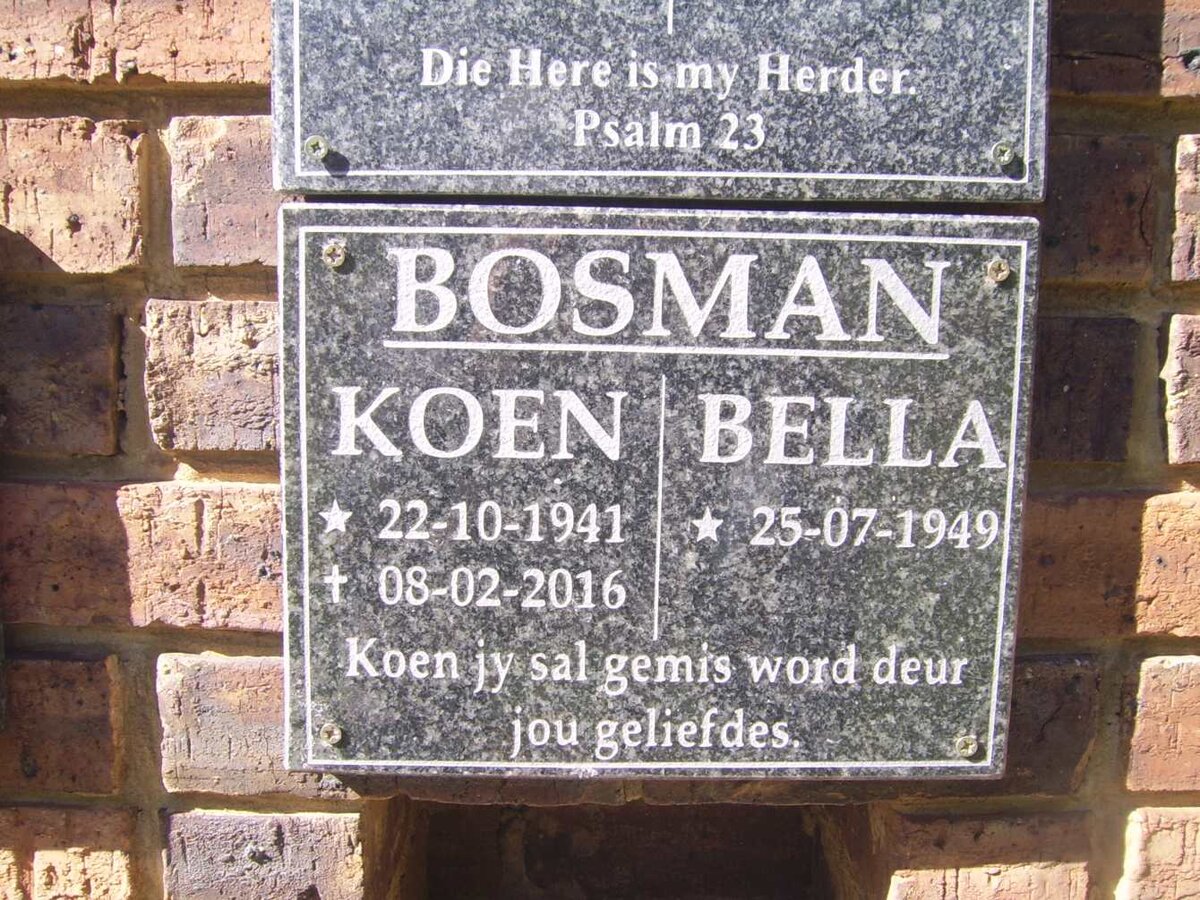 Die Here is my Herder.
Psalm 23
BOSMAN
KOEN BELLA
★ 22-10-1941 ★ 25-07-1949
✝ 08-02-2016
Koen jy sal gemis word deur
jou geliefdes.